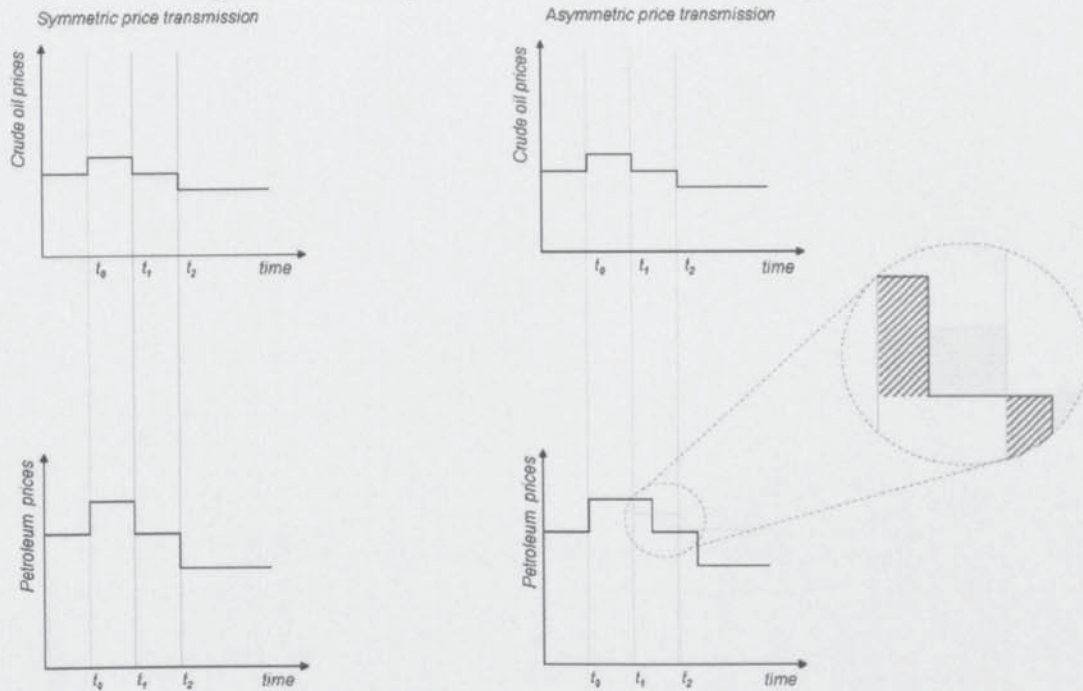 Symmetric price transmission
Asymmetric price transmission
Crude oil prices
t₀ t₁ t₂ time
Crude oil prices
t₀ t₁ t₂ time
Petroleum prices
t₀ t₁ t₂ time
Petroleum prices
t₀ t₁ t₂ time